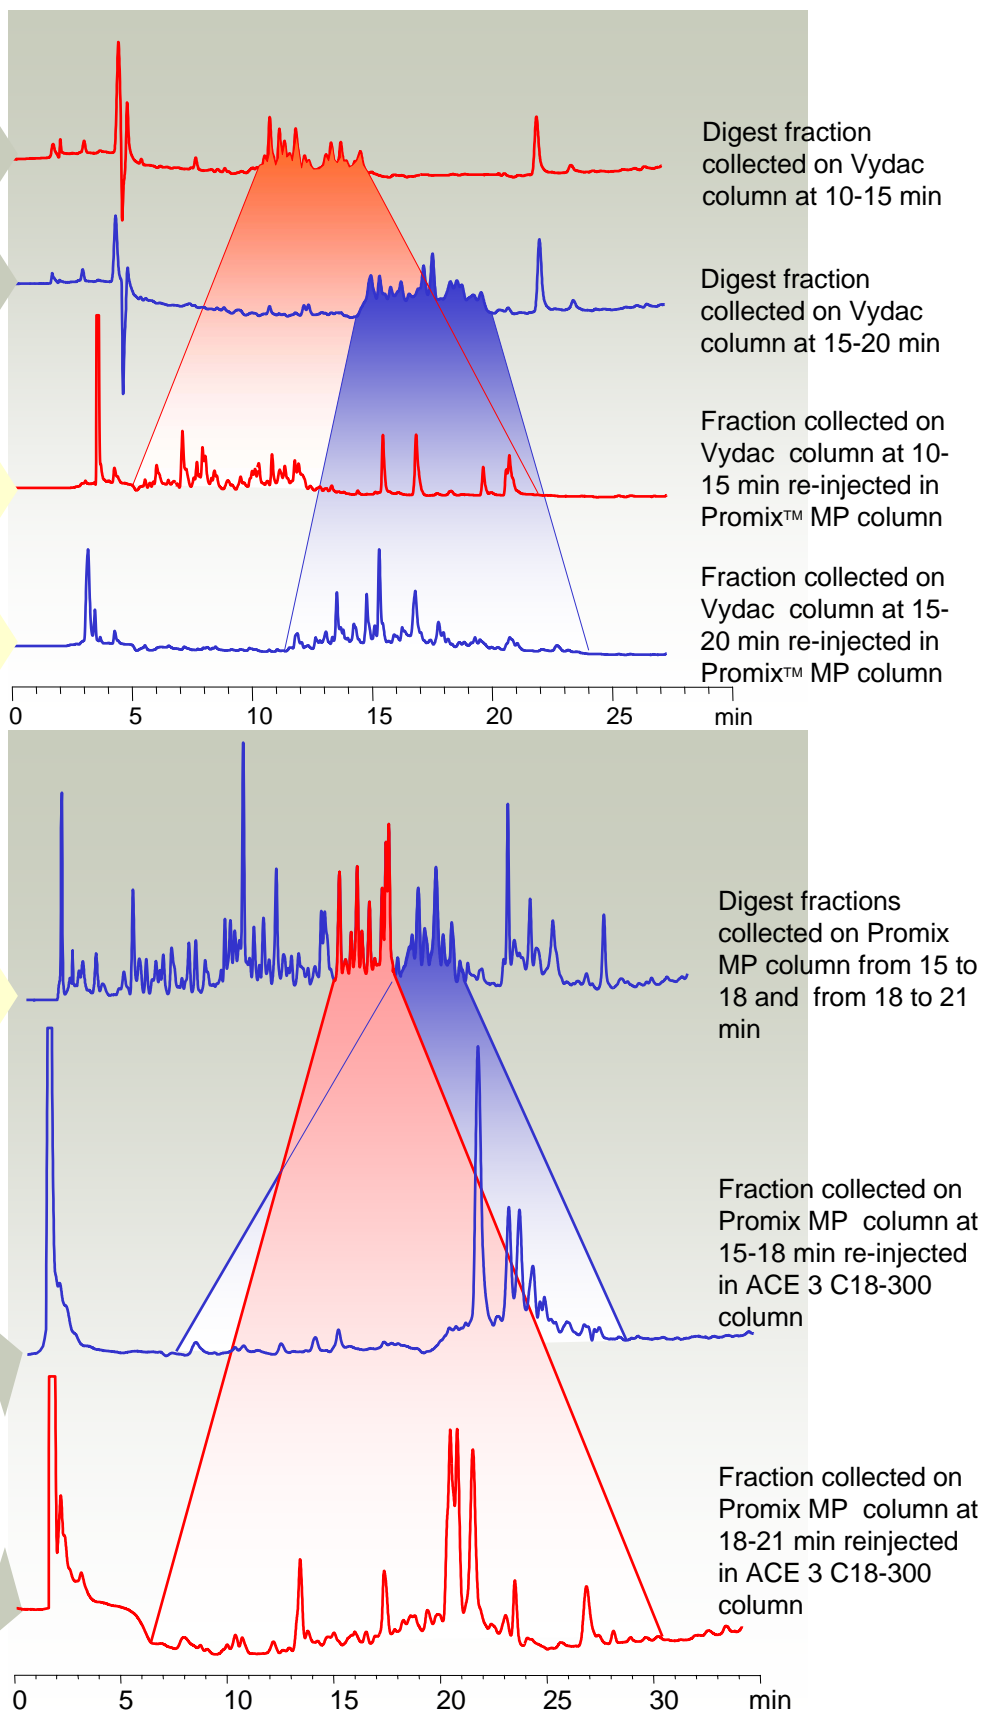 Digest fraction
collected on Vydac
column at 10-15 min
Digest fraction
collected on Vydac
column at 15-20 min
Fraction collected on
Vydac column at 10-
15 min re-injected in
Promix™ MP column
Fraction collected on
Vydac column at 15-
20 min re-injected in
Promix™ MP column
0 5 10 15 20 25 min
Digest fractions
collected on Promix
MP column from 15 to
18 and from 18 to 21
min
Fraction collected on
Promix MP column at
15-18 min re-injected
in ACE 3 C18-300
column
Fraction collected on
Promix MP column at
18-21 min reinjected
in ACE 3 C18-300
column
0 5 10 15 20 25 30 min